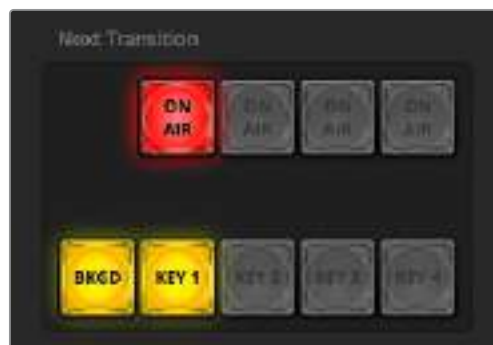 Next Transition
ON AIR
ON AIR
ON AIR
ON AIR
BKGD
KEY 1
KEY 2
KEY 3
KEY 4